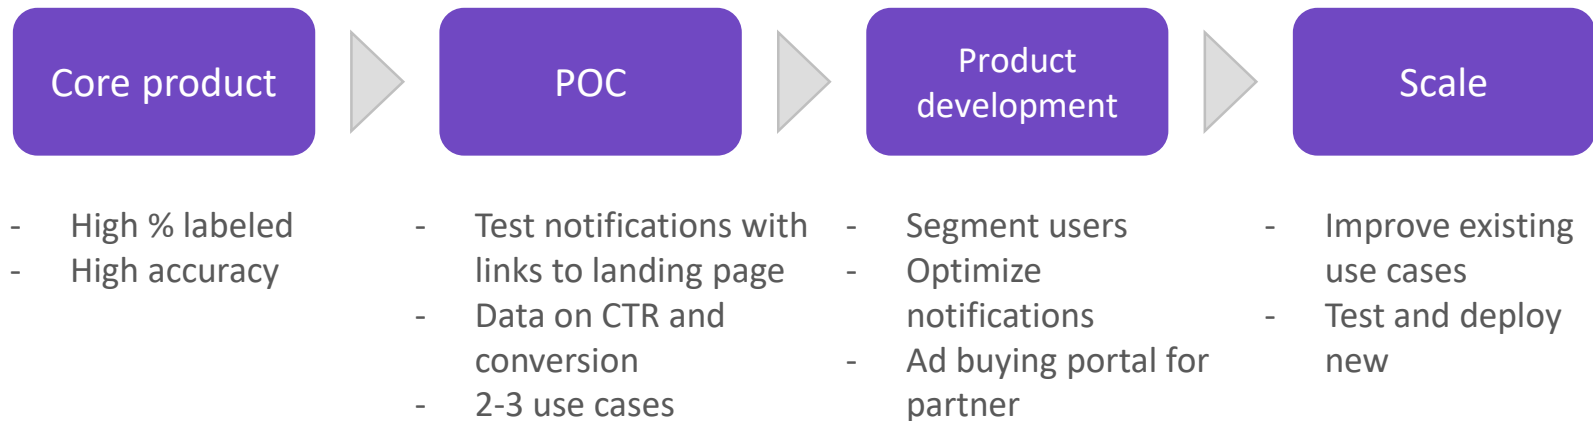 Core product
- High % labeled
- High accuracy
POC
- Test notifications with
links to landing page
- Data on CTR and
conversion
- 2-3 use cases
Product
development
- Segment users
- Optimize
notifications
- Ad buying portal for
partner
Scale
- Improve existing
use cases
- Test and deploy
new